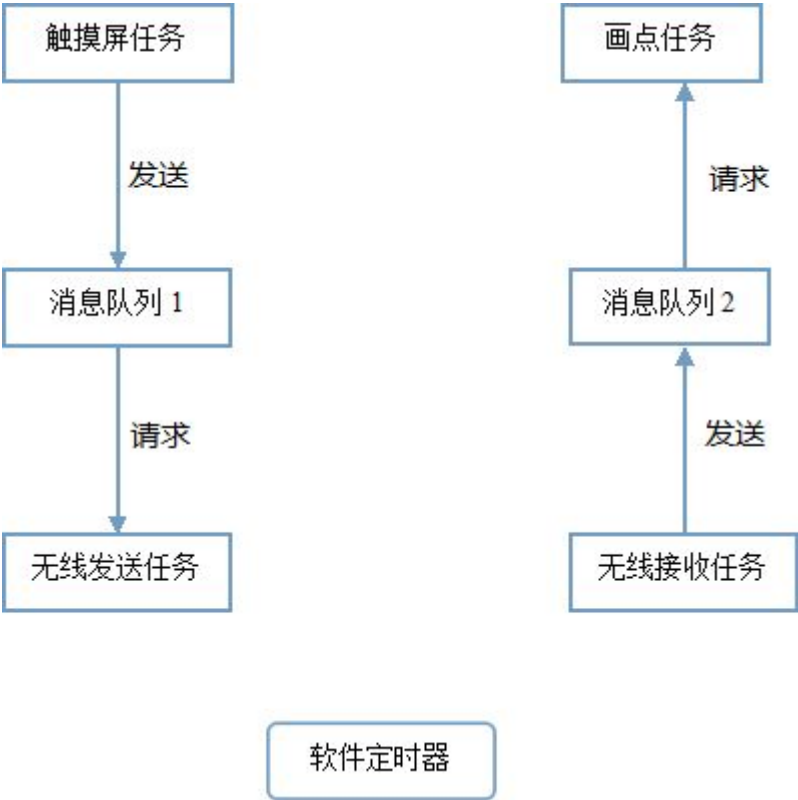 触摸屏任务
画点任务
发送
请求
消息队列 1
消息队列 2
请求
发送
无线发送任务
无线接收任务
软件定时器